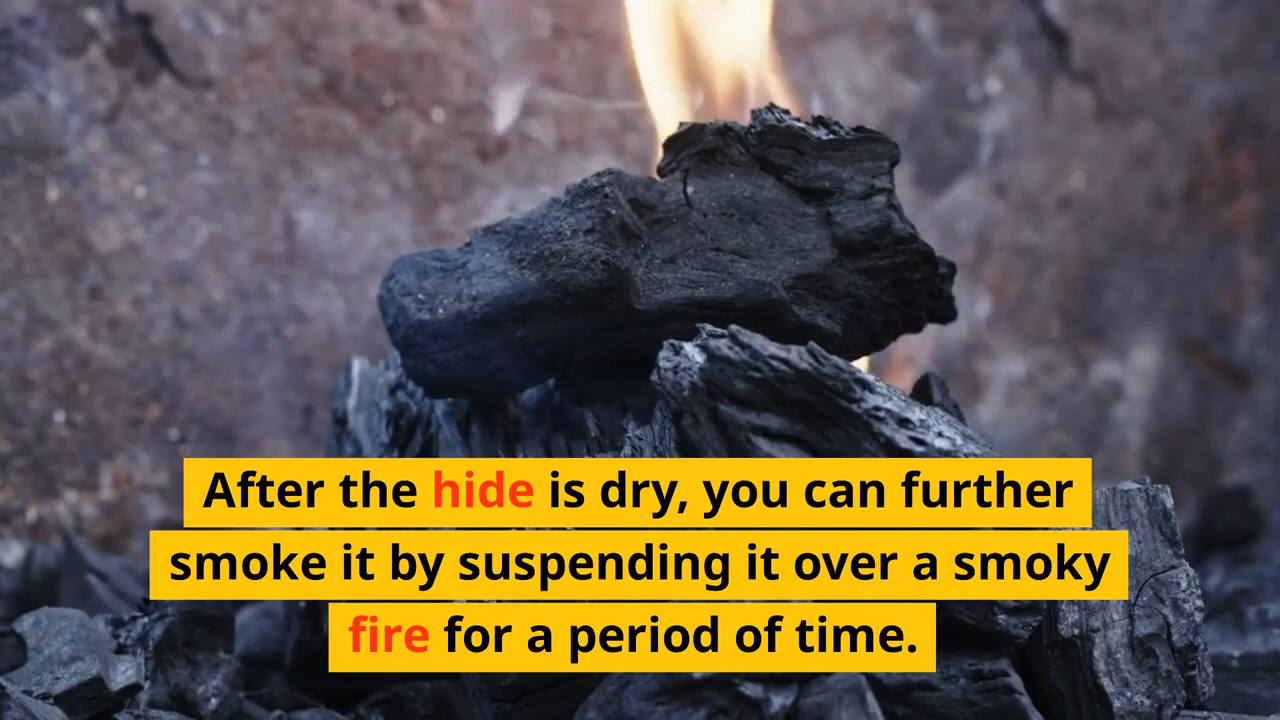 After the hide is dry, you can further
smoke it by suspending it over a smoky
fire for a period of time.